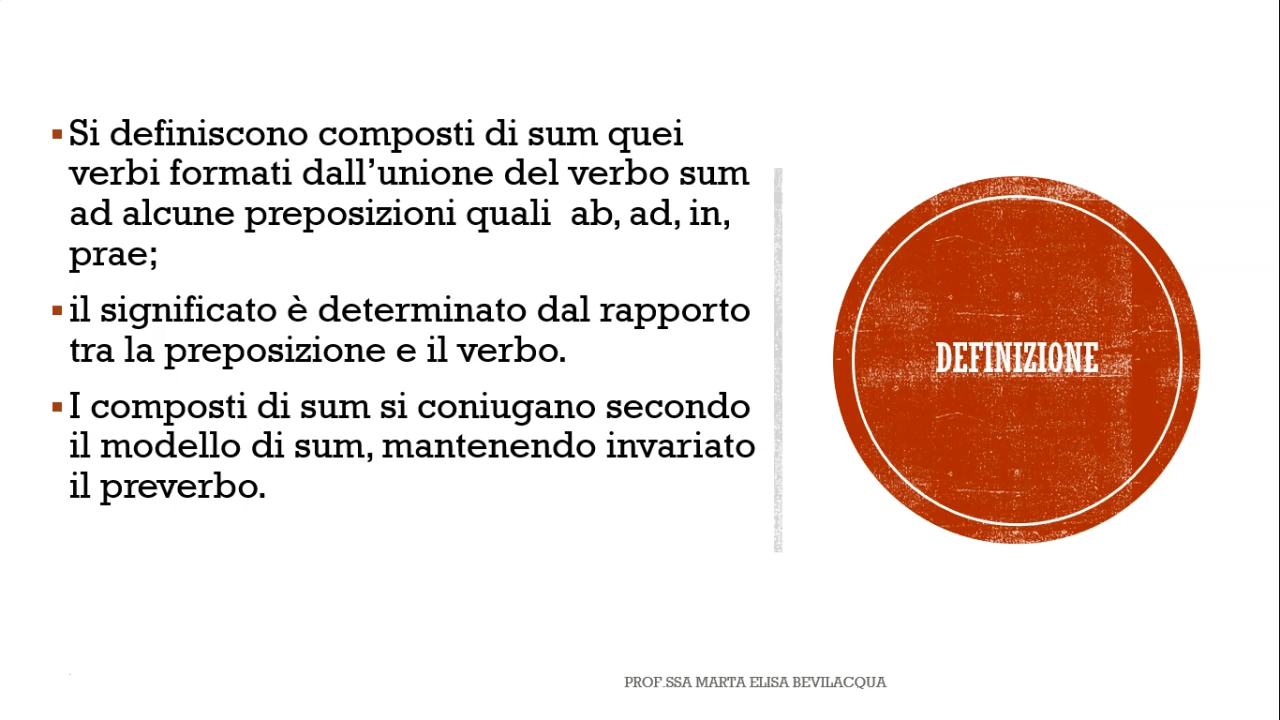 Si definiscono composti di sum quei
verbi formati dall’unione del verbo sum
ad alcune preposizioni quali  ab, ad, in,
prae;
il significato è determinato dal rapporto
tra la preposizione e il verbo.
I composti di sum si coniugano secondo
il modello di sum, mantenendo invariato
il preverbo.
DEFINIZIONE
PROF.SSA MARTA ELISA BEVILACQUA